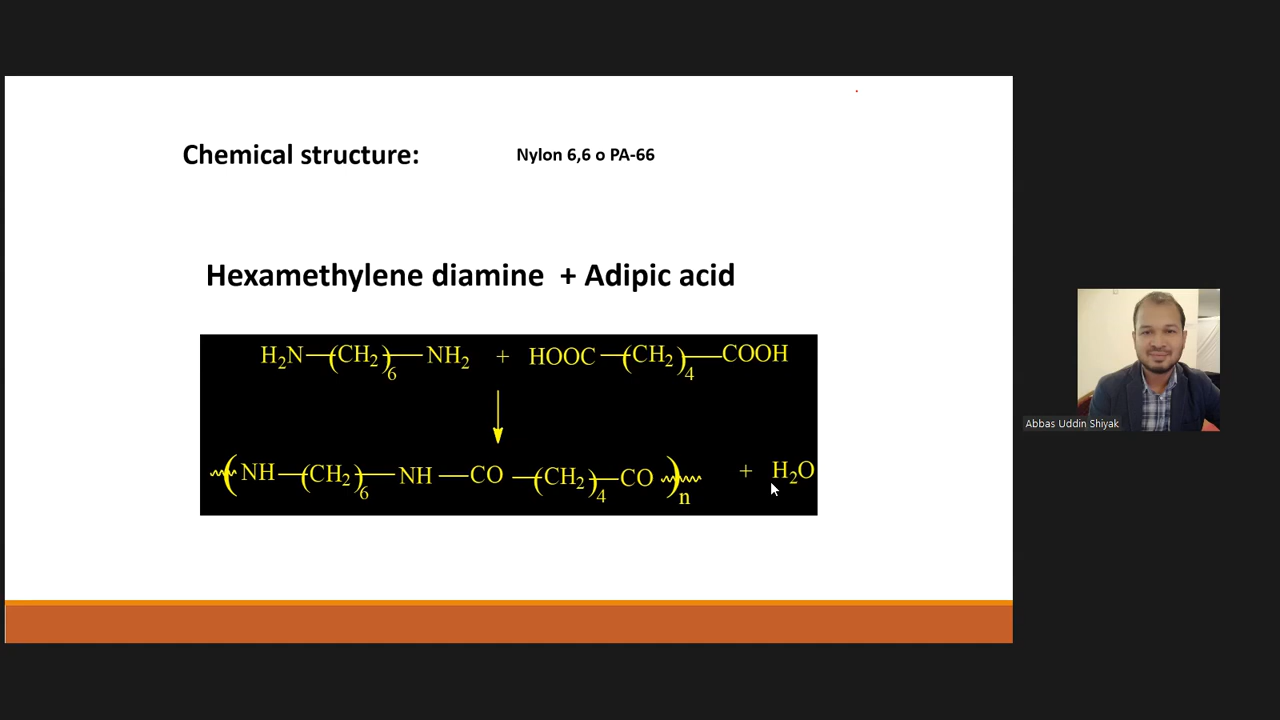 Chemical structure: Nylon 6,6 o PA-66
Hexamethylene diamine + Adipic acid
H₂N—(CH₂)₆—NH₂ + HOOC—(CH₂)₄—COOH
(NH—(CH₂)₆—NH—CO—(CH₂)₄—CO)n + H₂O
Abbas Uddin Shiyak